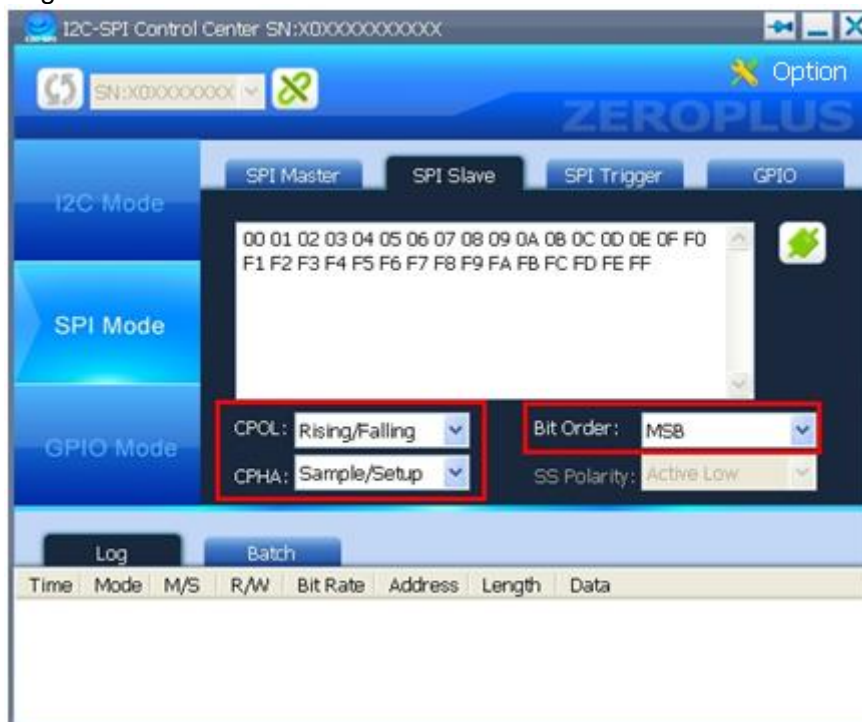 I2C-SPI Control Center SN:X0XXXXXXXXXX
SN:X0XXXXXXX
Option
ZEROPLUS
I2C Mode
SPI Mode
GPIO Mode
SPI Master SPI Slave SPI Trigger GPIO
00 01 02 03 04 05 06 07 08 09 0A 0B 0C 0D 0E 0F F0
F1 F2 F3 F4 F5 F6 F7 F8 F9 FA FB FC FD FE FF
CPOL: Rising/Falling Bit Order: MSB
CPHA: Sample/Setup SS Polarity: Active Low
Log Batch
Time Mode M/S R/W Bit Rate Address Length Data